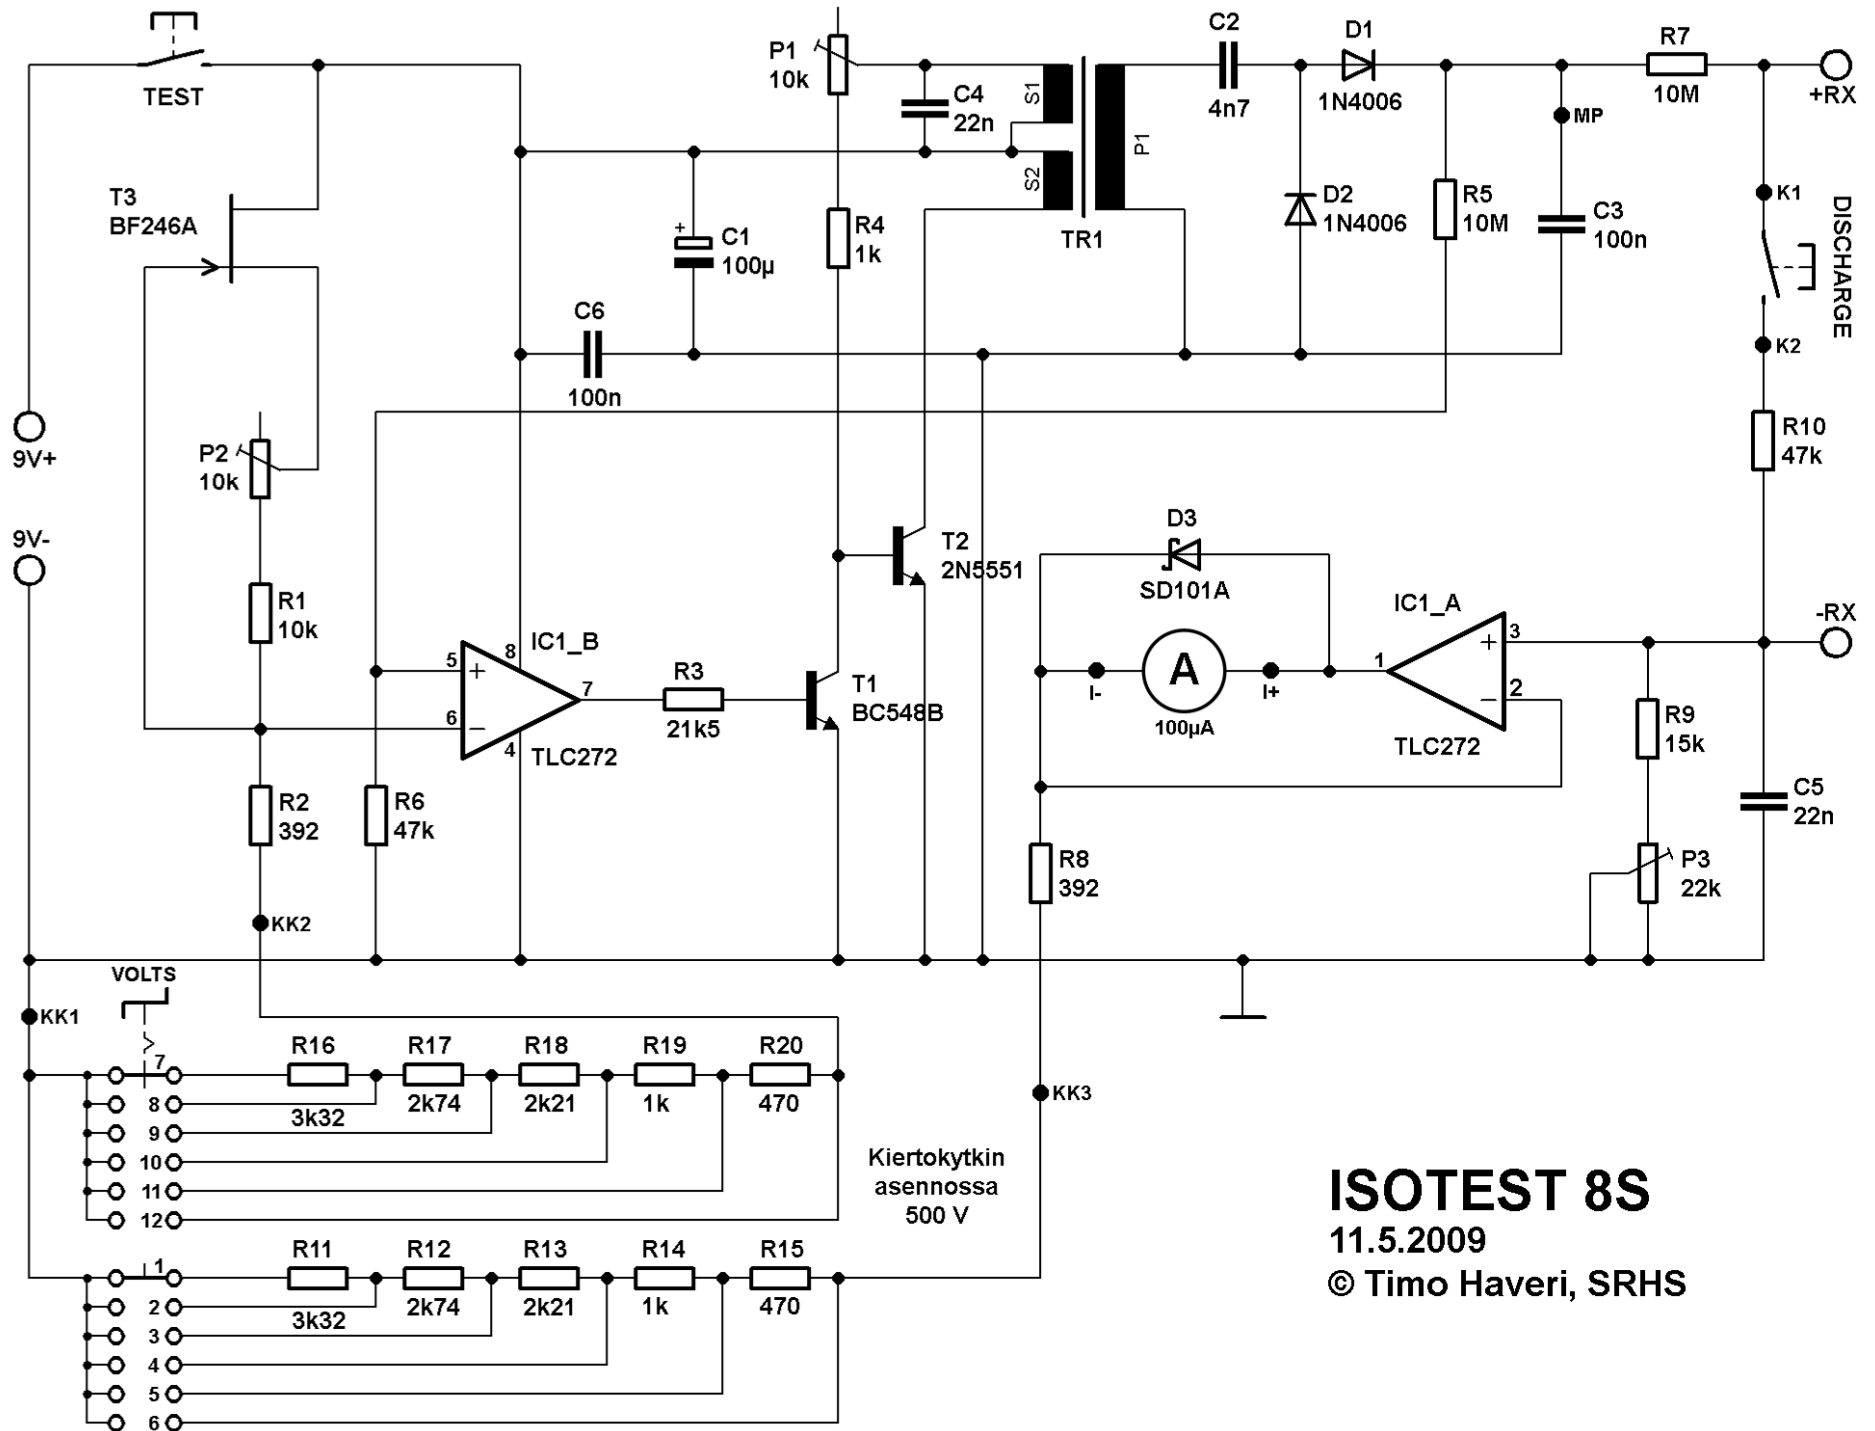 TEST
P1
10k
C4
22n
S1
S2
P1
TR1
C2
4n7
D1
1N4006
R7
10M
+RX
MP
T3
BF246A
D2
1N4006
R5
10M
C3
100n
K1
DISCHARGE
K2
+
C1
100µ
R4
1k
C6
100n
9V+
P2
10k
R10
47k
9V-
R1
10k
D3
SD101A
T2
2N5551
IC1_A
-RX
IC1_B
8
5
+
7
6
−
4
TLC272
R3
21k5
T1
BC548B
I-
A
I+
100µA
1
+
3
−
2
TLC272
R9
15k
R2
392
R6
47k
C5
22n
R8
392
P3
22k
KK2
VOLTS
KK1
7
R16
R17
R18
R19
R20
3k32
2k74
2k21
1k
470
8
9
10
11
12
KK3
Kiertokytkin
asennossa
500 V
1
R11
R12
R13
R14
R15
3k32
2k74
2k21
1k
470
2
3
4
5
6
ISOTEST 8S
11.5.2009
© Timo Haveri, SRHS